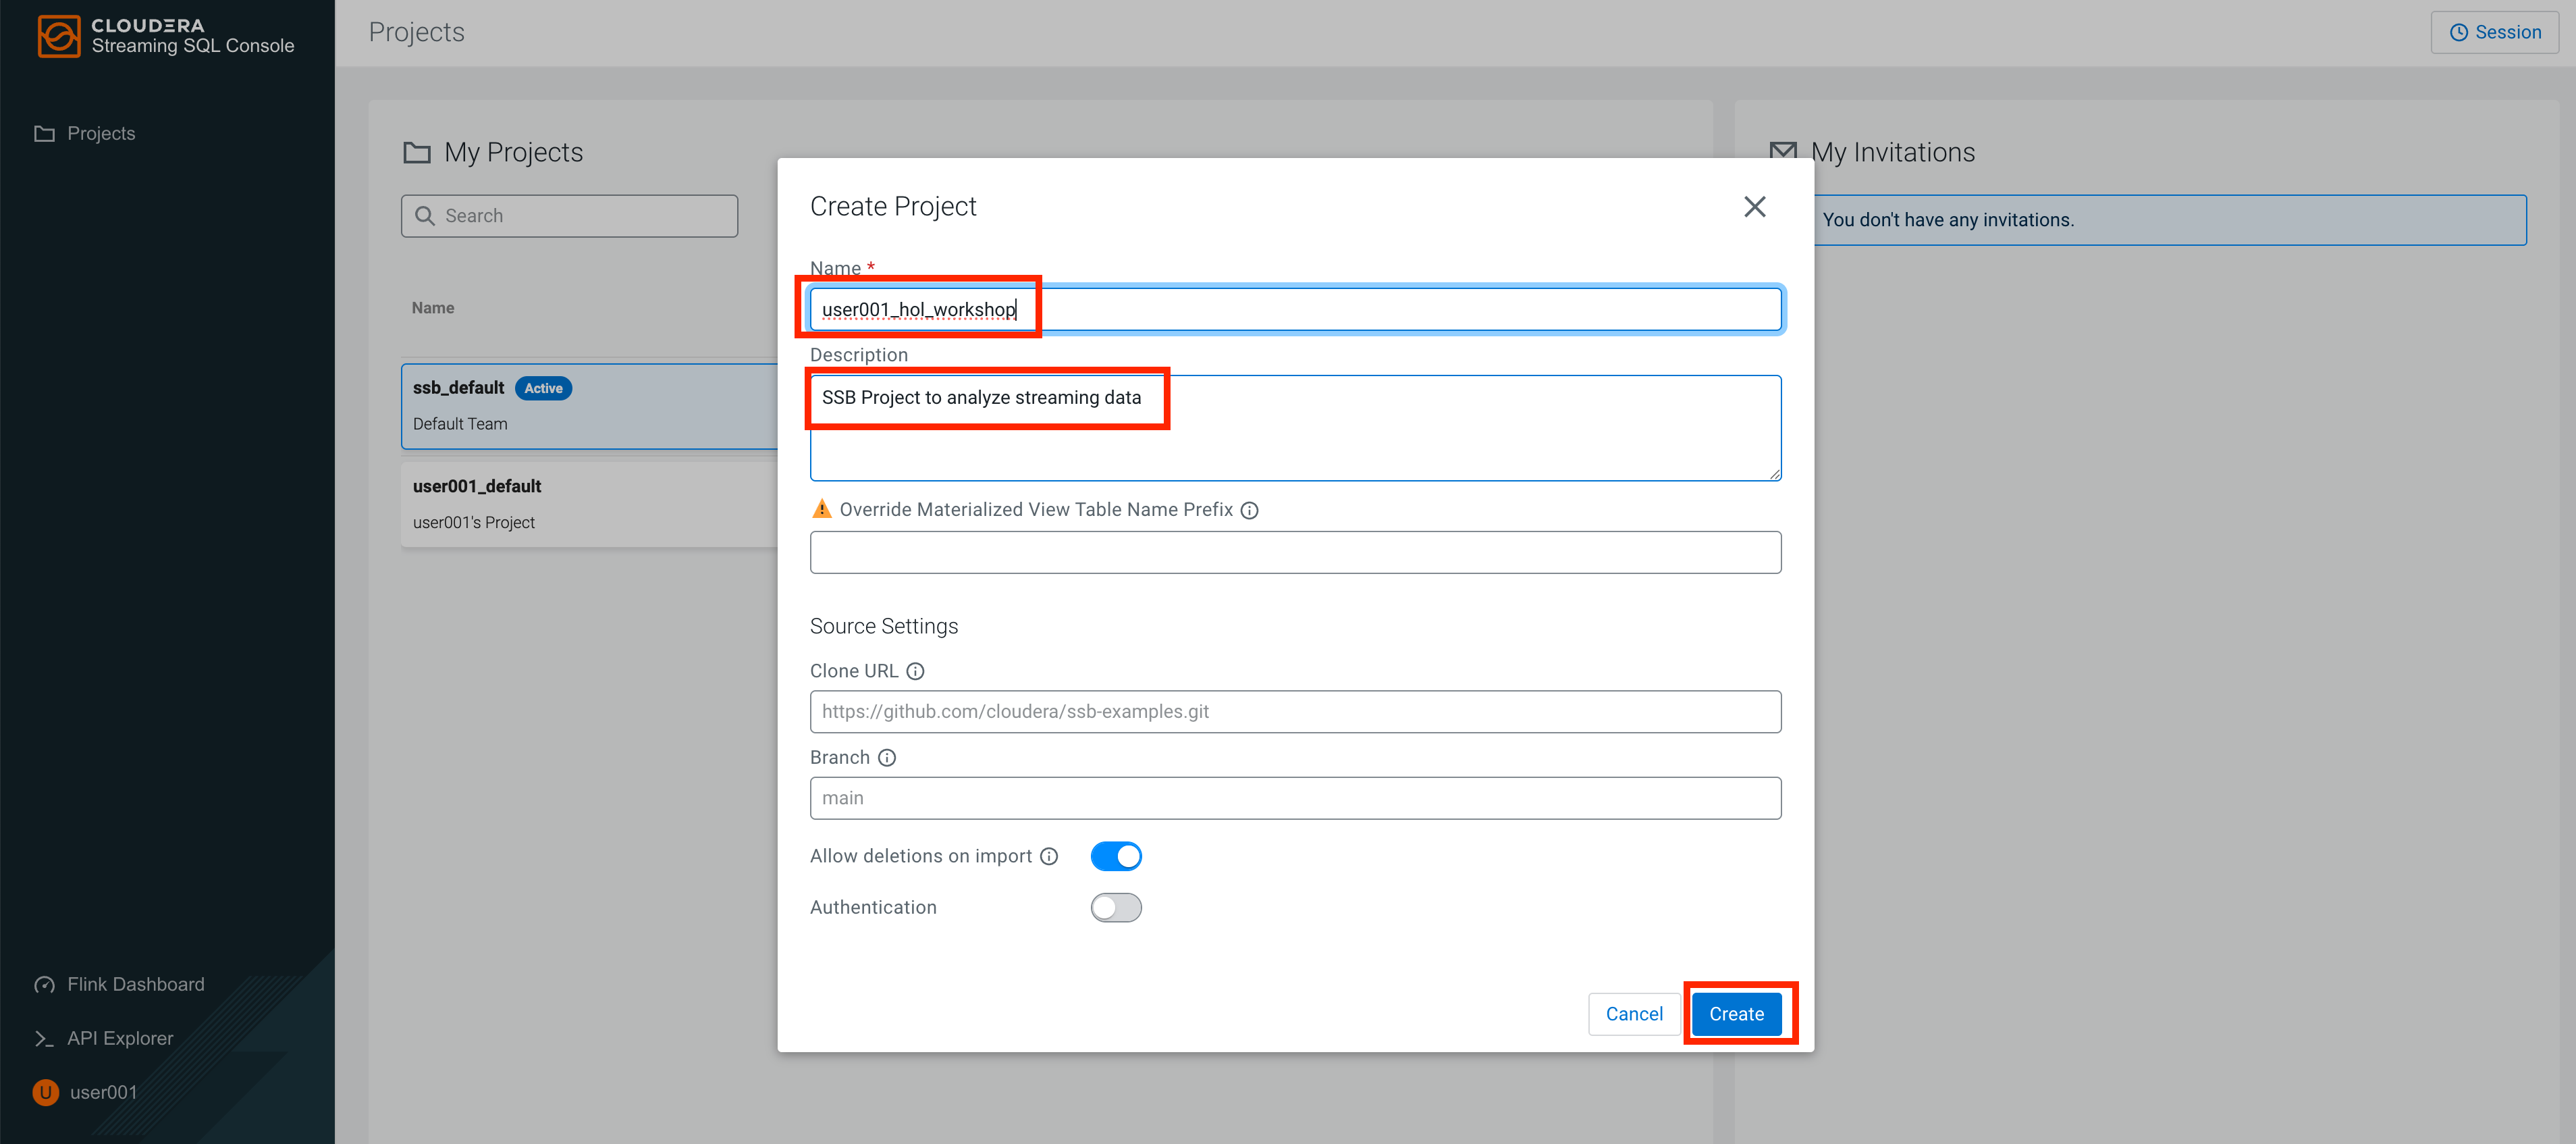 CLOUDERA
Streaming SQL Console
Projects
Flink Dashboard
API Explorer
U user001
Projects
Session
My Projects
Search
Name
ssb_default Active
Default Team
user001_default
user001's Project
My Invitations
You don't have any invitations.
Create Project
Name *
user001_hol_workshop
Description
SSB Project to analyze streaming data
Override Materialized View Table Name Prefix
Source Settings
Clone URL
https://github.com/cloudera/ssb-examples.git
Branch
main
Allow deletions on import
Authentication
Cancel
Create